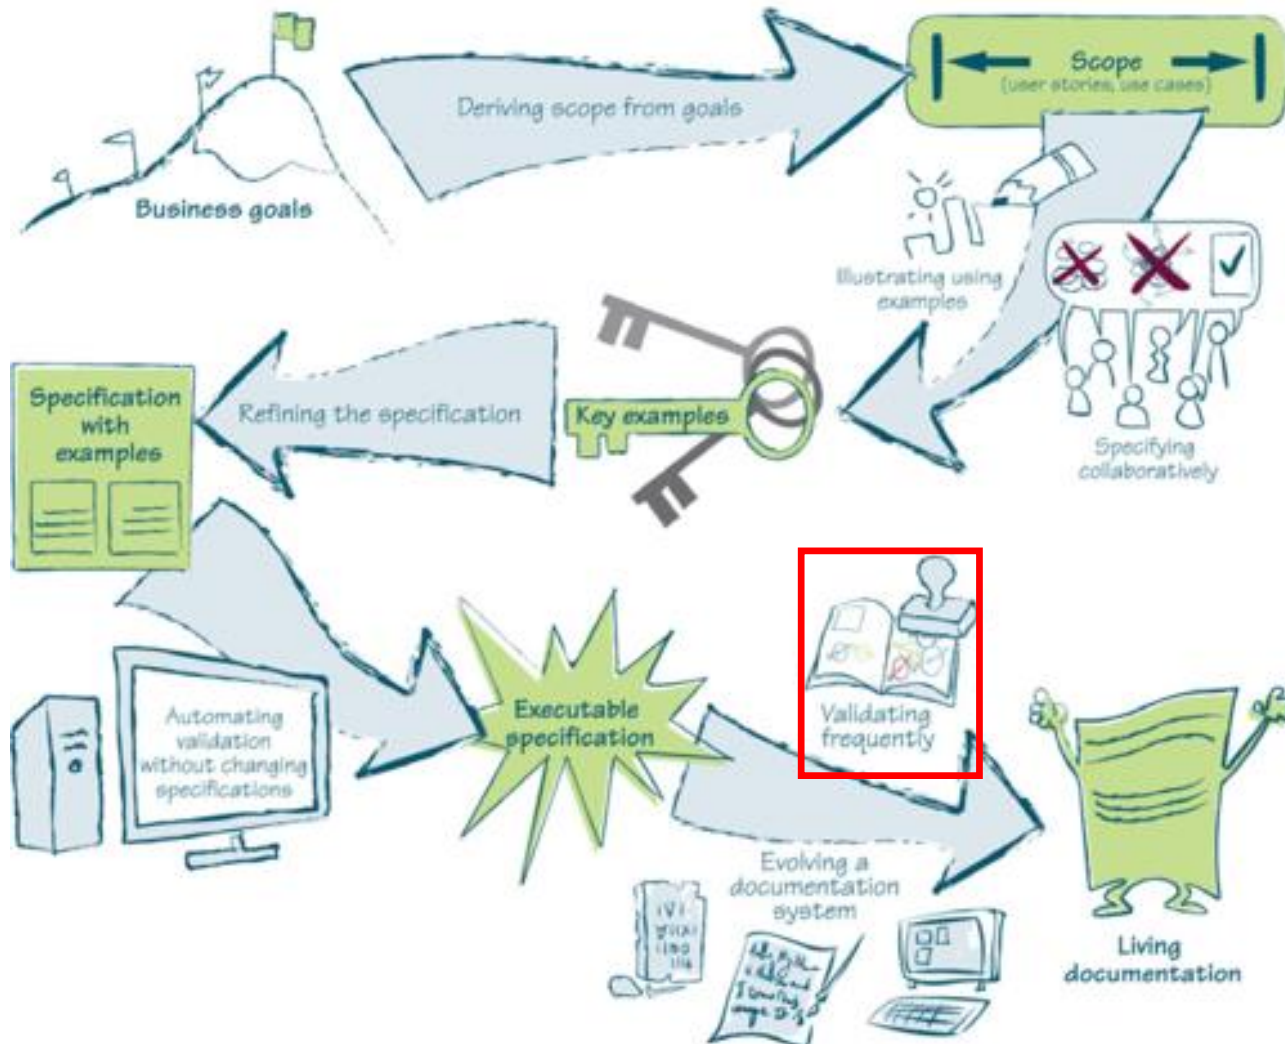 Scope
(user stories, use cases)
Deriving scope from goals
Business goals
Illustrating using
examples
Specifying
collaboratively
Key examples
Refining the specification
Specification
with
examples
Automating
validation
without changing
specifications
Executable
specification
Validating
frequently
Evolving a
documentation
system
Living
documentation